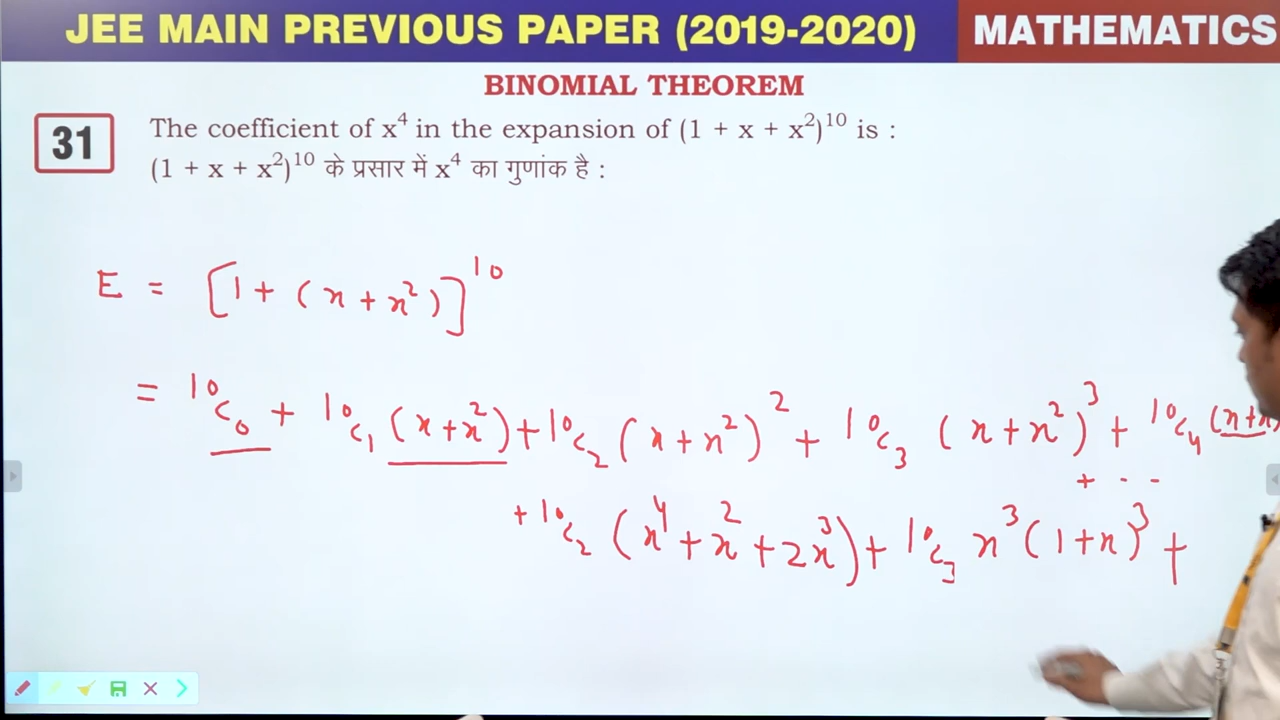 JEE MAIN PREVIOUS PAPER (2019-2020) MATHEMATICS
BINOMIAL THEOREM
31 The coefficient of x⁴ in the expansion of (1 + x + x²)¹⁰ is :
(1 + x + x²)¹⁰ के प्रसार में x⁴ का गुणांक है :
E = [1 + (x + x²)]¹⁰
= ¹⁰C₀ + ¹⁰C₁ (x + x²) + ¹⁰C₂ (x + x²)² + ¹⁰C₃ (x + x²)³ + ¹⁰C₄ (x + x
+ - -
+ ¹⁰C₂ (x⁴ + x² + 2x³) + ¹⁰C₃ x³ (1 + x)³ +